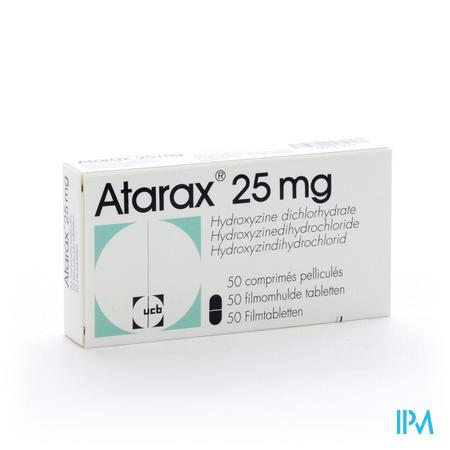 Atarax® 25 mg
Hydroxyzine dichlorhydrate
Hydroxyzinedihydrochloride
Hydroxyzindihydrochlorid
50 comprimés pelliculés
50 filmomhulde tabletten
50 Filmtabletten
ucb
Atarax® 25 mg
IPM